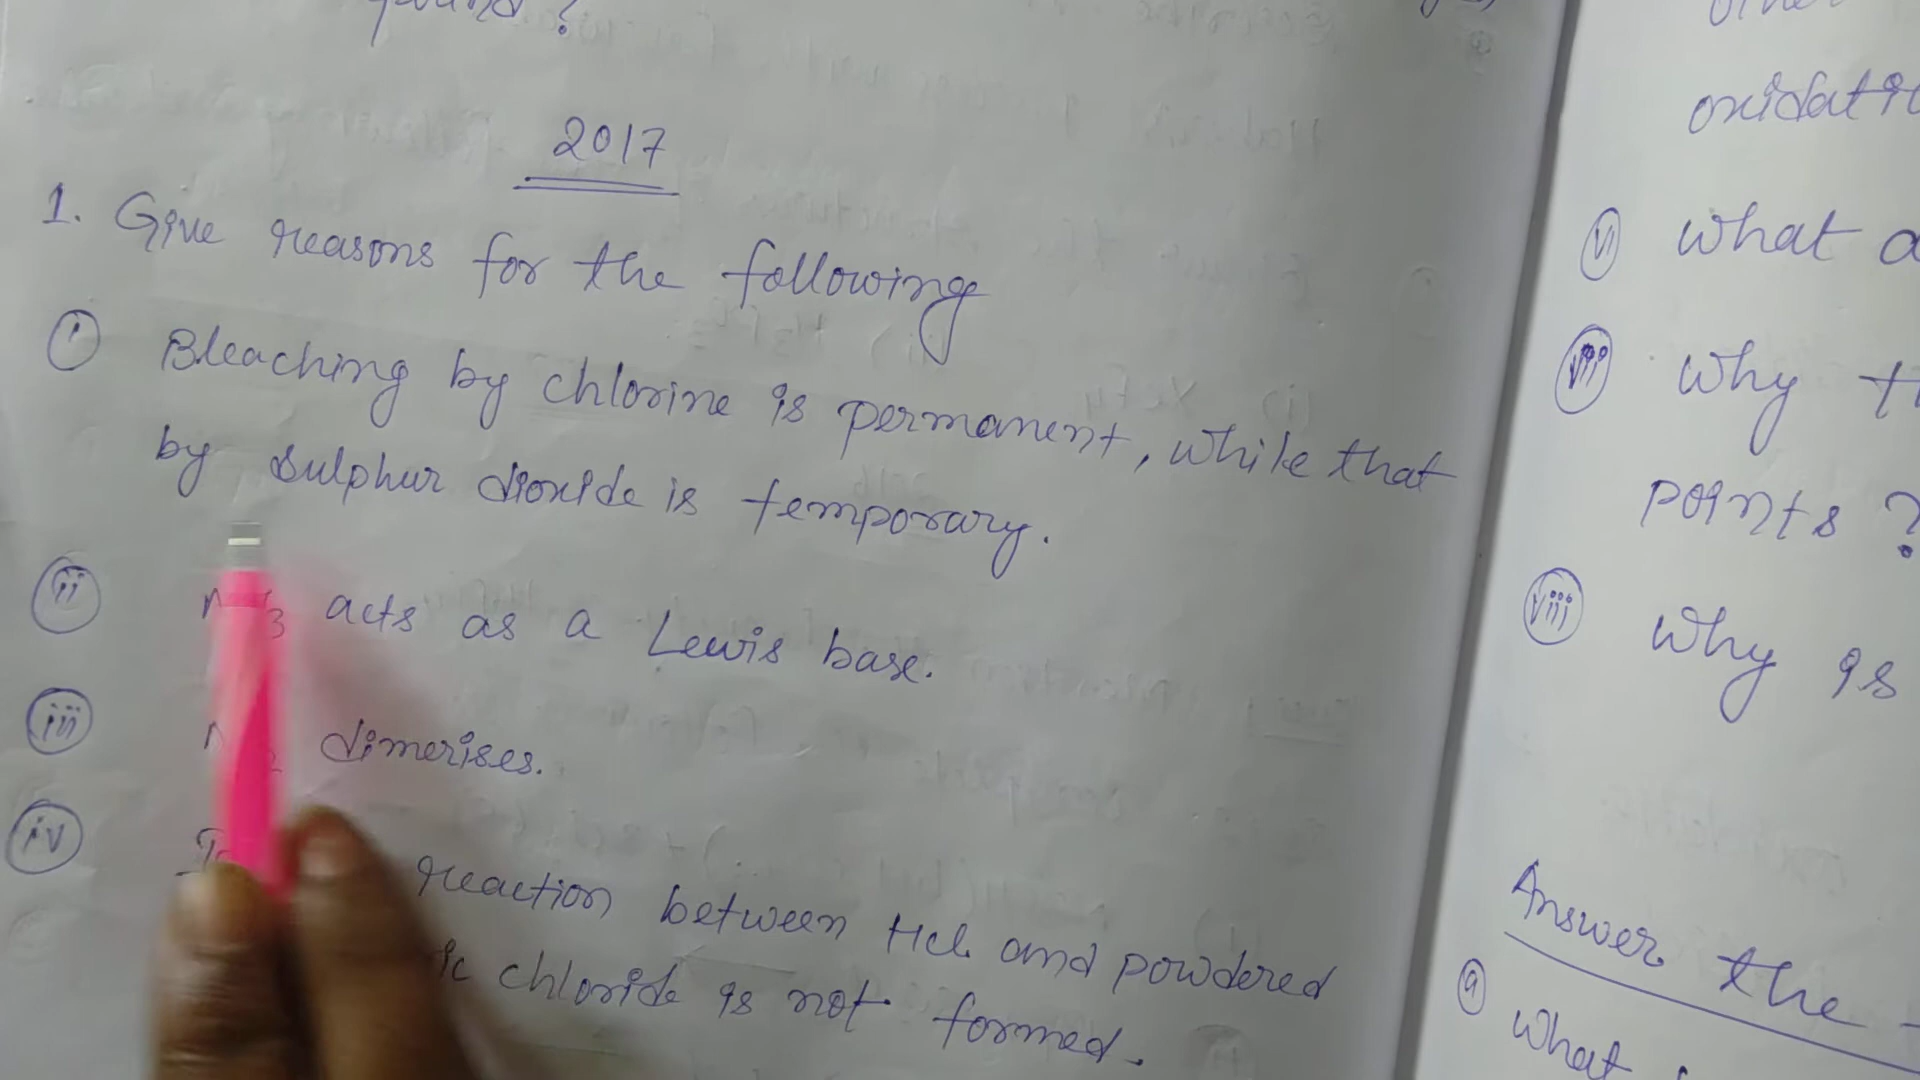 2017
1. Give reasons for the following
i Bleaching by chlorine is permanent, while that
by sulphur dioxide is temporary.
ii acts as a Lewis base.
iii dimerises.
iv reaction between Hcl and powdered
chloride is not formed.
oxidati
vi what a
vii Why t
points ?
viii Why is
Answer the
a what